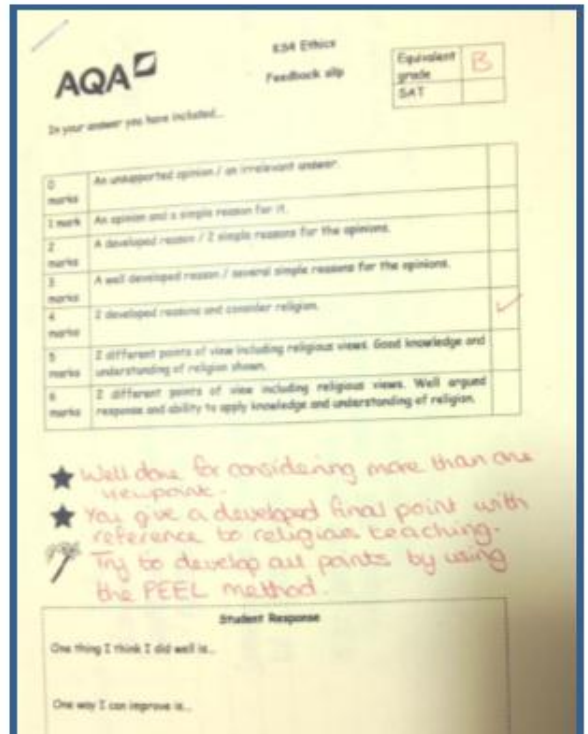 KS4 Ethics
AQA
Feedback slip
Equivalent grade B
SAT
In your answer you have included...
0 marks An unsupported opinion / an irrelevant answer.
1 mark An opinion and a simple reason for it.
2 marks A developed reason / 2 simple reasons for the opinions.
3 marks A well developed reason / several simple reasons for the opinions.
4 marks 2 developed reasons and consider religion.
5 marks 2 different points of view including religious views. Good knowledge and
understanding of religion shown.
6 marks 2 different points of view including religious views. Well argued
response and ability to apply knowledge and understanding of religion.
Well done for considering more than one
viewpoint.
You give a developed final point with
reference to religious teaching.
Try to develop all points by using
the PEEL method.
Student Response
One thing I think I did well is...
One way I can improve is...